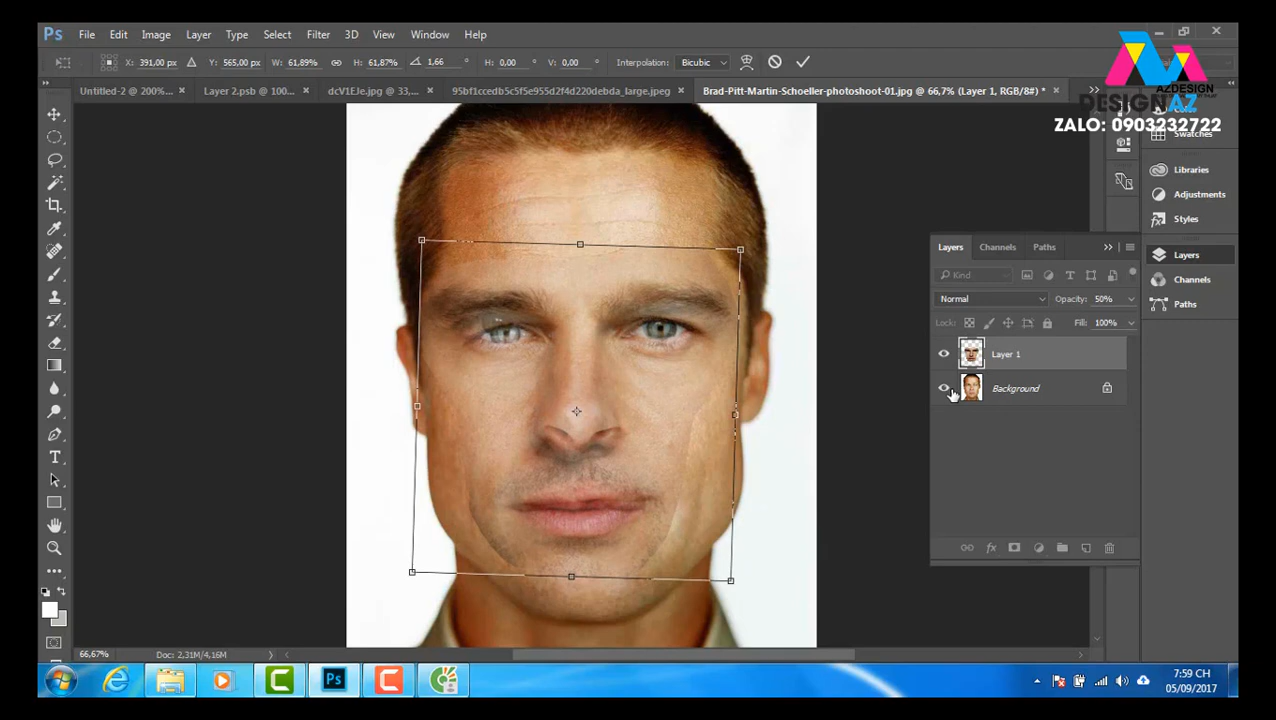 Ps File Edit Image Layer Type Select Filter 3D View Window Help
X: 391,00 px Y: 565,00 px W: 61,89% H: 61,87% 1,66 ° H: 0,00 ° V: 0,00 ° Interpolation: Bicubic
Untitled-2 @ 200%... × Layer 2.psb @ 100... × dcV1EJe.jpg @ 33,... × 95bf1ccedb5c5f5e955d2f4d220debda_large.jpeg × Brad-Pitt-Martin-Schoeller-photoshoot-01.jpg @ 66,7% (Layer 1, RGB/8#) * ×
AZDESIGN
DESIGNAZ
ZALO: 0903232722
Swatches
Libraries
Adjustments
Styles
Layers
Channels
Paths
Layers Channels Paths
Kind
Normal Opacity: 50%
Lock: Fill: 100%
Layer 1
Background
fx
T
66,67% Doc: 2,31M/4,16M
Ps
7:59 CH
05/09/2017